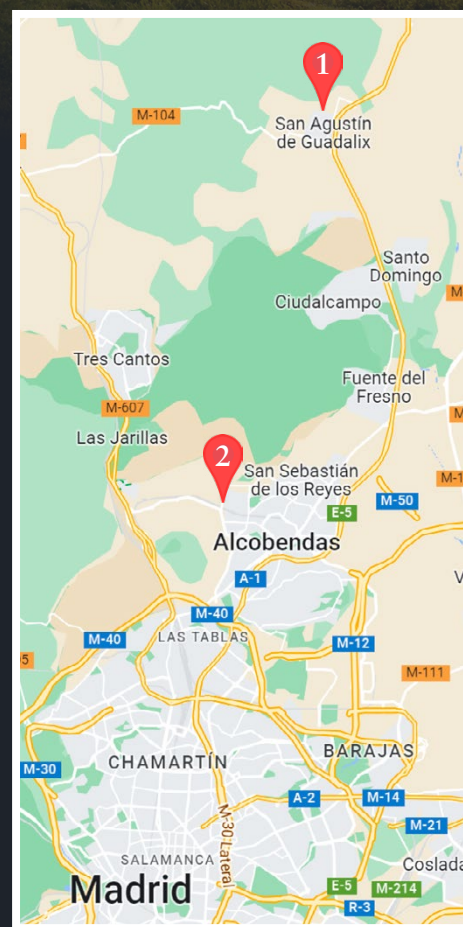 1
M-104
San Agustín
de Guadalix
Santo
Domingo
M
Ciudalcampo
Tres Cantos
Fuente del
Fresno
M-607
M
Las Jarillas
2
San Sebastián
de los Reyes
M-1
M-50
E-5
Alcobendas
A-1
V
M-40
M-40
LAS TABLAS
M-12
5
M-111
BARAJAS
CHAMARTÍN
M-30
A-2
M-14
M-30 Lateral
M-21
SALAMANCA
Coslada
Madrid
E-5
M-214
R-3